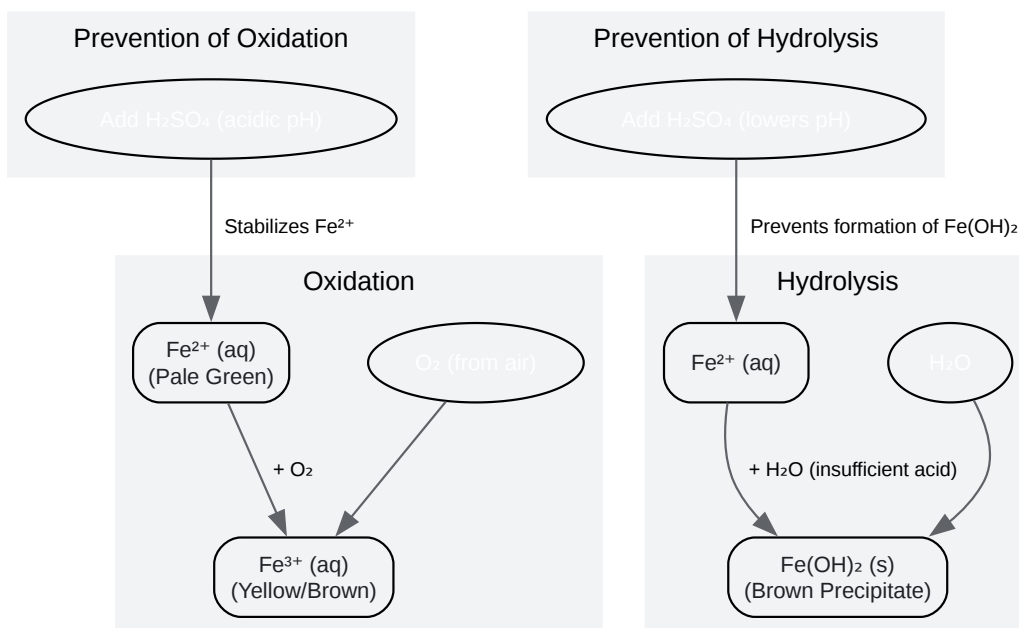 Prevention of Oxidation
Add H₂SO₄ (acidic pH)
Stabilizes Fe²⁺
Oxidation
Fe²⁺ (aq)
(Pale Green)
O₂ (from air)
+ O₂
Fe³⁺ (aq)
(Yellow/Brown)
Prevention of Hydrolysis
Add H₂SO₄ (lowers pH)
Prevents formation of Fe(OH)₂
Hydrolysis
Fe²⁺ (aq)
H₂O
+ H₂O (insufficient acid)
Fe(OH)₂ (s)
(Brown Precipitate)